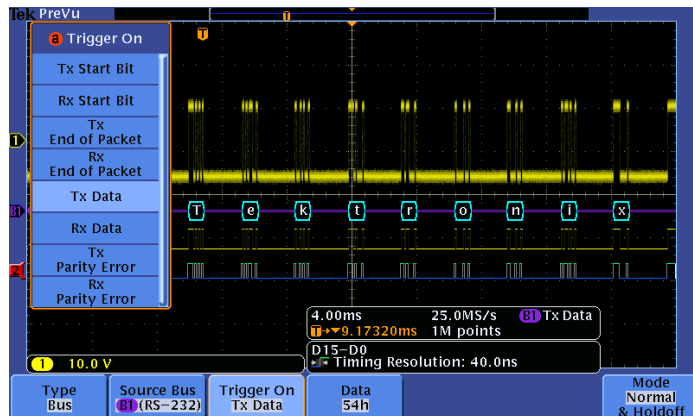 Tek PreVu
T
a Trigger On
T
Tx Start Bit
Rx Start Bit
Tx
End of Packet
1
Rx
End of Packet
Tx Data
B1
T e k t r o n i x
Rx Data
Tx
Parity Error
2
Rx
Parity Error
4.00ms 25.0MS/s B1 Tx Data
T→▼9.17320ms 1M points
D15-D0
Timing Resolution: 40.0ns
1 10.0 V
Type
Bus
Source Bus
B1 (RS-232)
Trigger On
Tx Data
Data
54h
Mode
Normal
& Holdoff